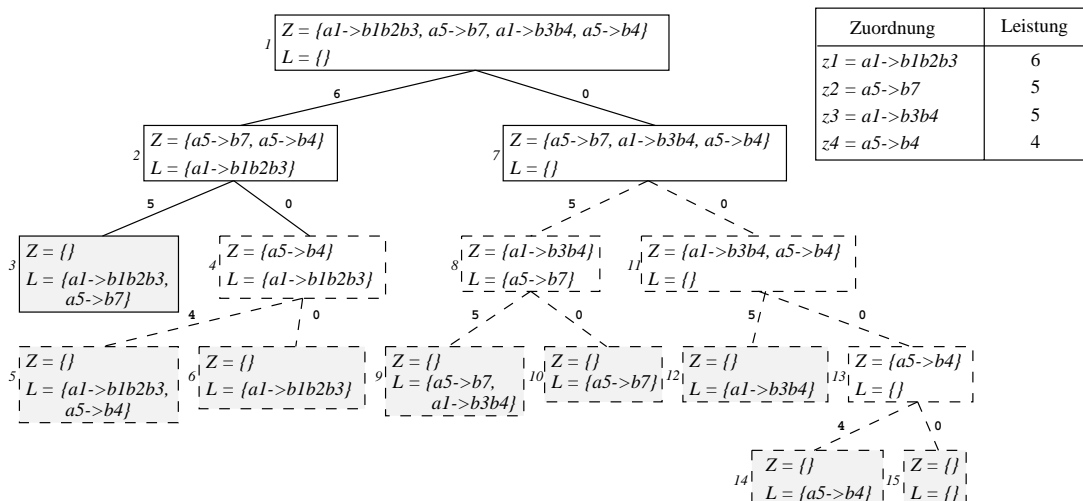 1
Z = {a1->b1b2b3, a5->b7, a1->b3b4, a5->b4}
L = {}
Zuordnung Leistung
z1 = a1->b1b2b3 6
z2 = a5->b7 5
z3 = a1->b3b4 5
z4 = a5->b4 4
6 0
2
Z = {a5->b7, a5->b4}
L = {a1->b1b2b3}
7
Z = {a5->b7, a1->b3b4, a5->b4}
L = {}
5 0 5 0
3
Z = {}
L = {a1->b1b2b3,
a5->b7}
4
Z = {a5->b4}
L = {a1->b1b2b3}
8
Z = {a1->b3b4}
L = {a5->b7}
11
Z = {a1->b3b4, a5->b4}
L = {}
4 0 5 0 5 0
5
Z = {}
L = {a1->b1b2b3,
a5->b4}
6
Z = {}
L = {a1->b1b2b3}
9
Z = {}
L = {a5->b7,
a1->b3b4}
10
Z = {}
L = {a5->b7}
12
Z = {}
L = {a1->b3b4}
13
Z = {a5->b4}
L = {}
4 0
14
Z = {}
L = {a5->b4}
15
Z = {}
L = {}